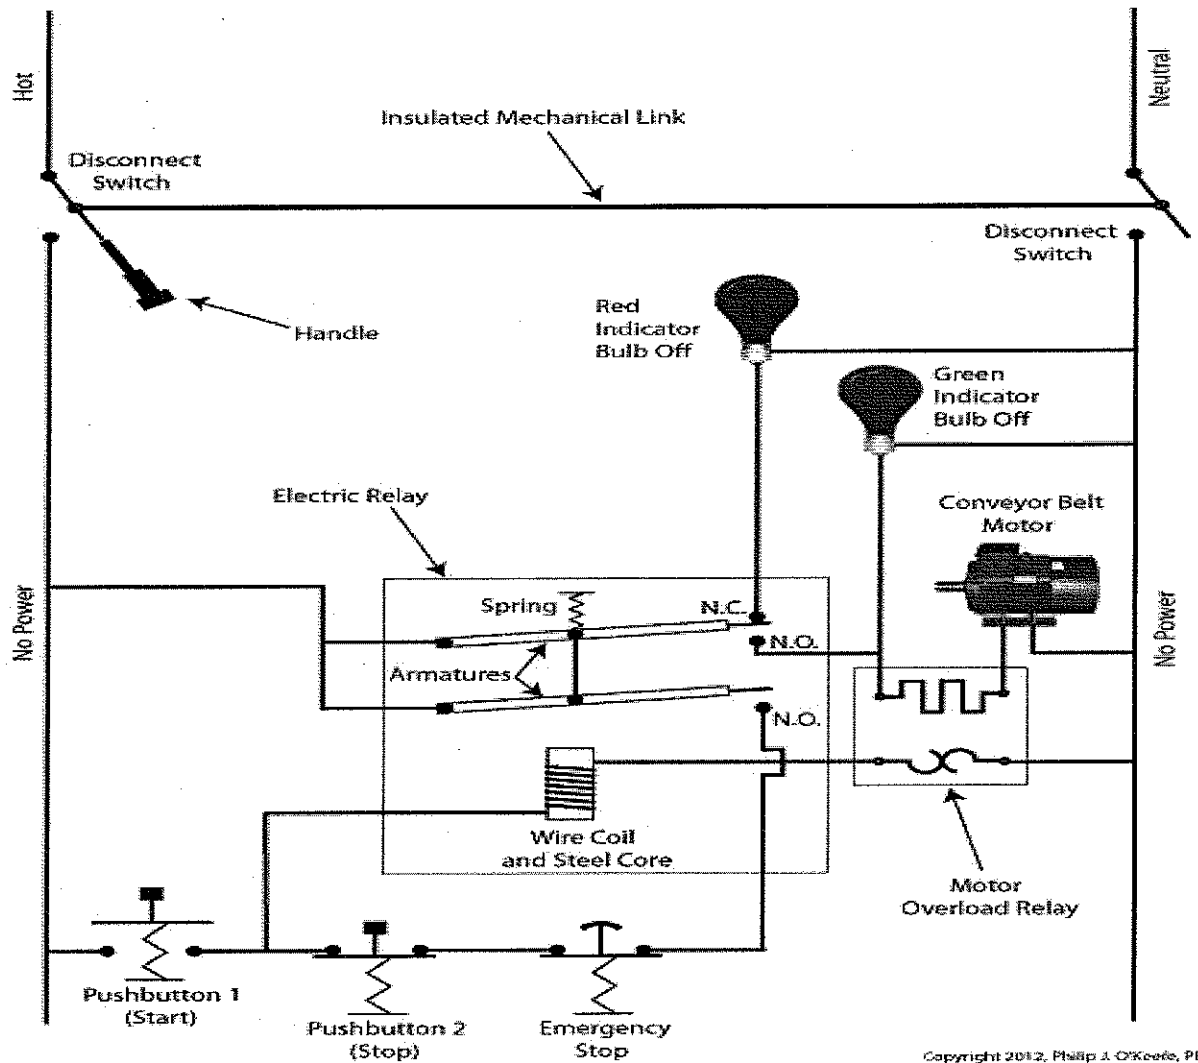 Hot
Neutral
Insulated Mechanical Link
Disconnect
Switch
Disconnect
Switch
Handle
Red
Indicator
Bulb Off
Green
Indicator
Bulb Off
Electric Relay
Conveyor Belt
Motor
No Power
No Power
Spring
N.C.
N.O.
Armatures
N.O.
Wire Coil
and Steel Core
Motor
Overload Relay
Pushbutton 1
(Start)
Pushbutton 2
(Stop)
Emergency
Stop
Copyright 2012, Philip J. O'Keefe, PE